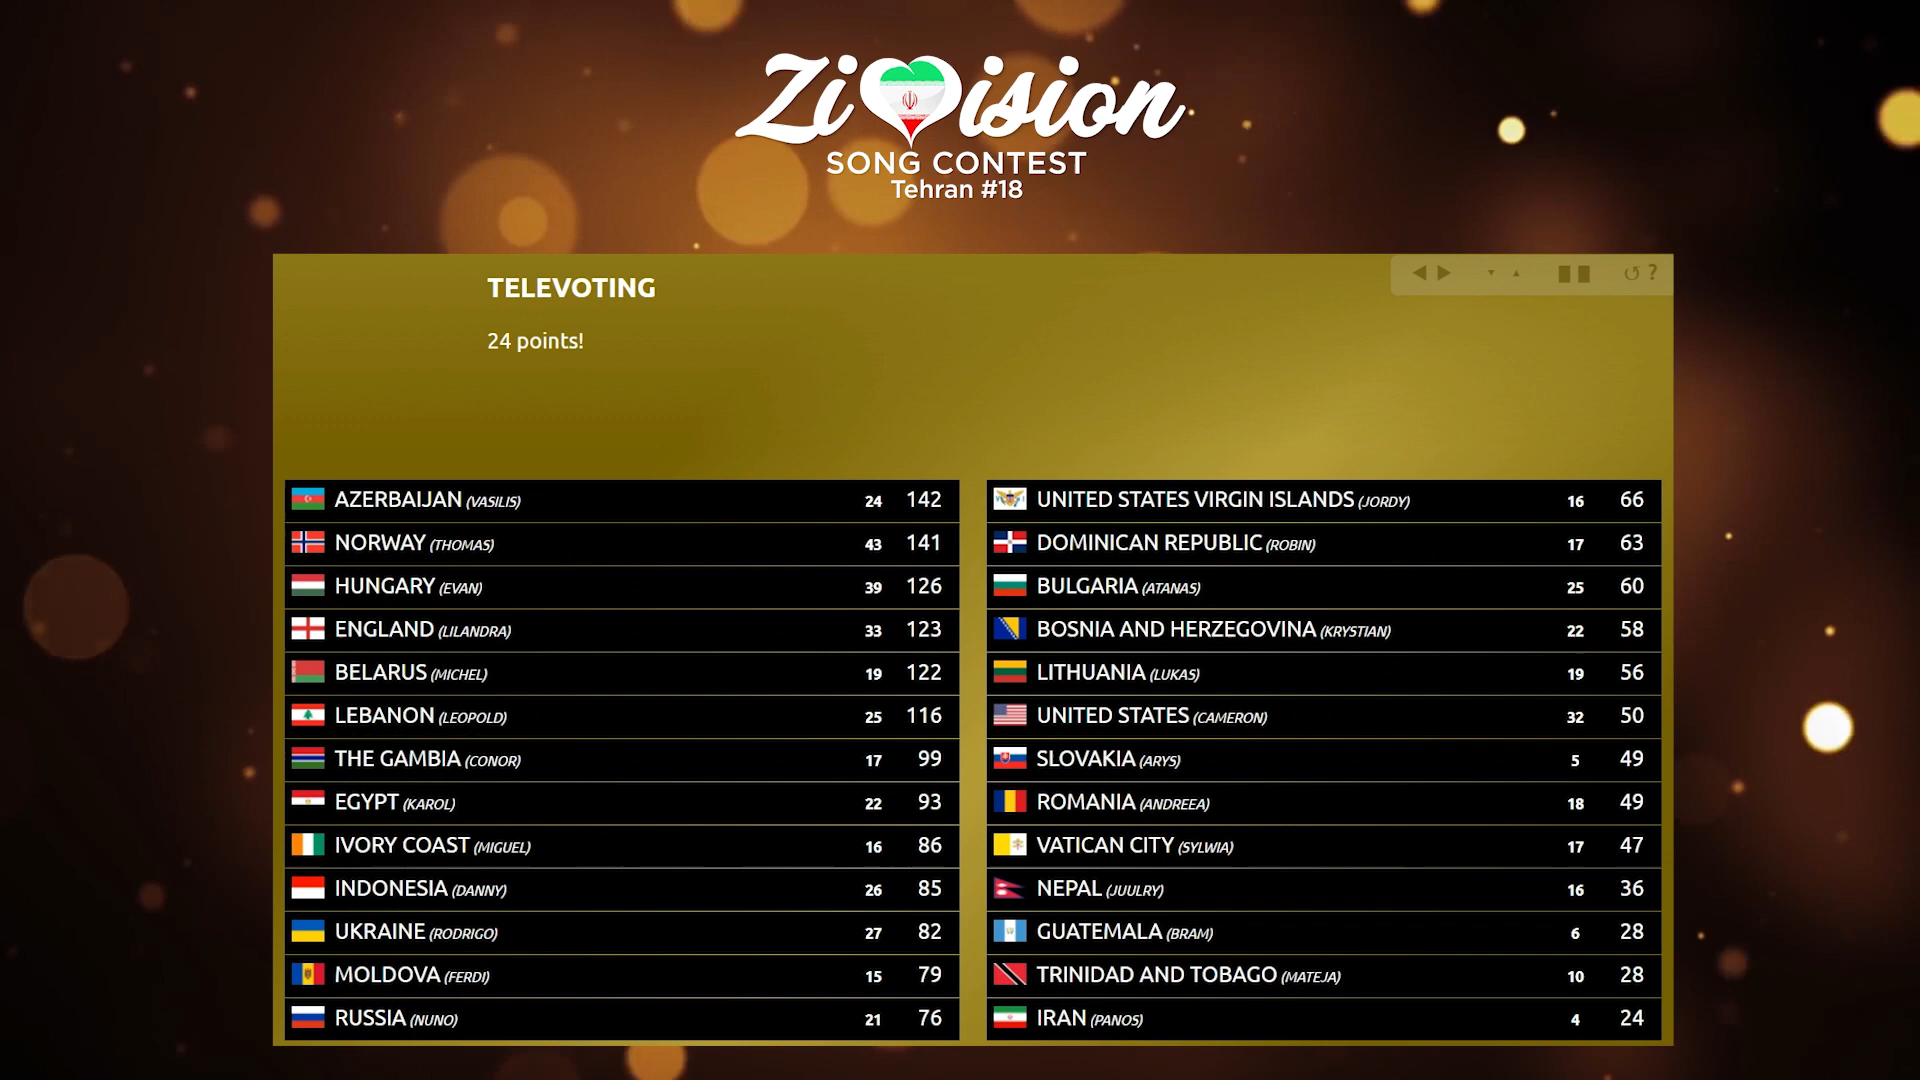 Zi ision
SONG CONTEST
Tehran #18
TELEVOTING
24 points!
?
AZERBAIJAN (VASILIS) 24 142
NORWAY (THOMAS) 43 141
HUNGARY (EVAN) 39 126
ENGLAND (LILANDRA) 33 123
BELARUS (MICHEL) 19 122
LEBANON (LEOPOLD) 25 116
THE GAMBIA (CONOR) 17 99
EGYPT (KAROL) 22 93
IVORY COAST (MIGUEL) 16 86
INDONESIA (DANNY) 26 85
UKRAINE (RODRIGO) 27 82
MOLDOVA (FERDI) 15 79
RUSSIA (NUNO) 21 76
UNITED STATES VIRGIN ISLANDS (JORDY) 16 66
DOMINICAN REPUBLIC (ROBIN) 17 63
BULGARIA (ATANAS) 25 60
BOSNIA AND HERZEGOVINA (KRYSTIAN) 22 58
LITHUANIA (LUKAS) 19 56
UNITED STATES (CAMERON) 32 50
SLOVAKIA (ARYS) 5 49
ROMANIA (ANDREEA) 18 49
VATICAN CITY (SYLWIA) 17 47
NEPAL (JUULRY) 16 36
GUATEMALA (BRAM) 6 28
TRINIDAD AND TOBAGO (MATEJA) 10 28
IRAN (PANOS) 4 24